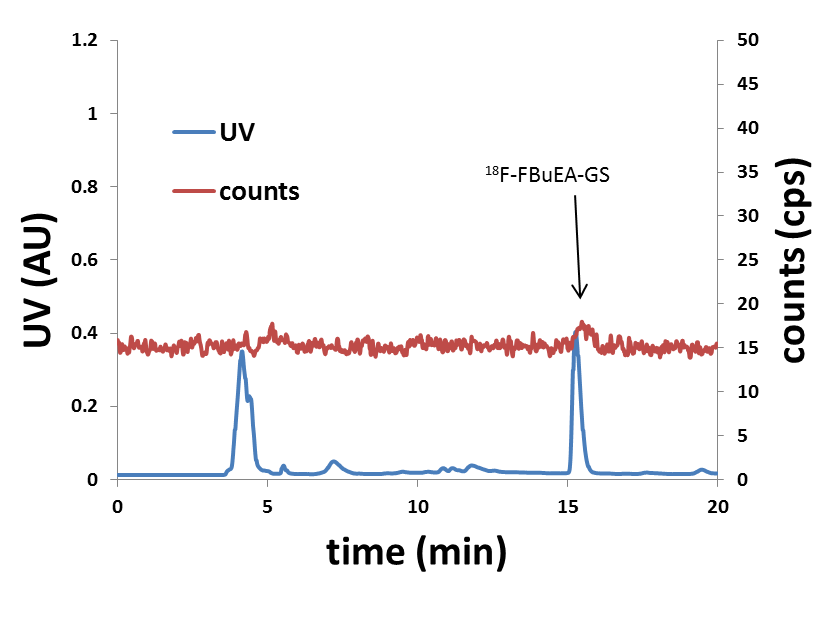 1.2
1
0.8
0.6
0.4
0.2
0
UV (AU)
UV
counts
¹⁸F-FBuEA-GS
50
45
40
35
30
25
20
15
10
5
0
counts (cps)
0 5 10 15 20
time (min)